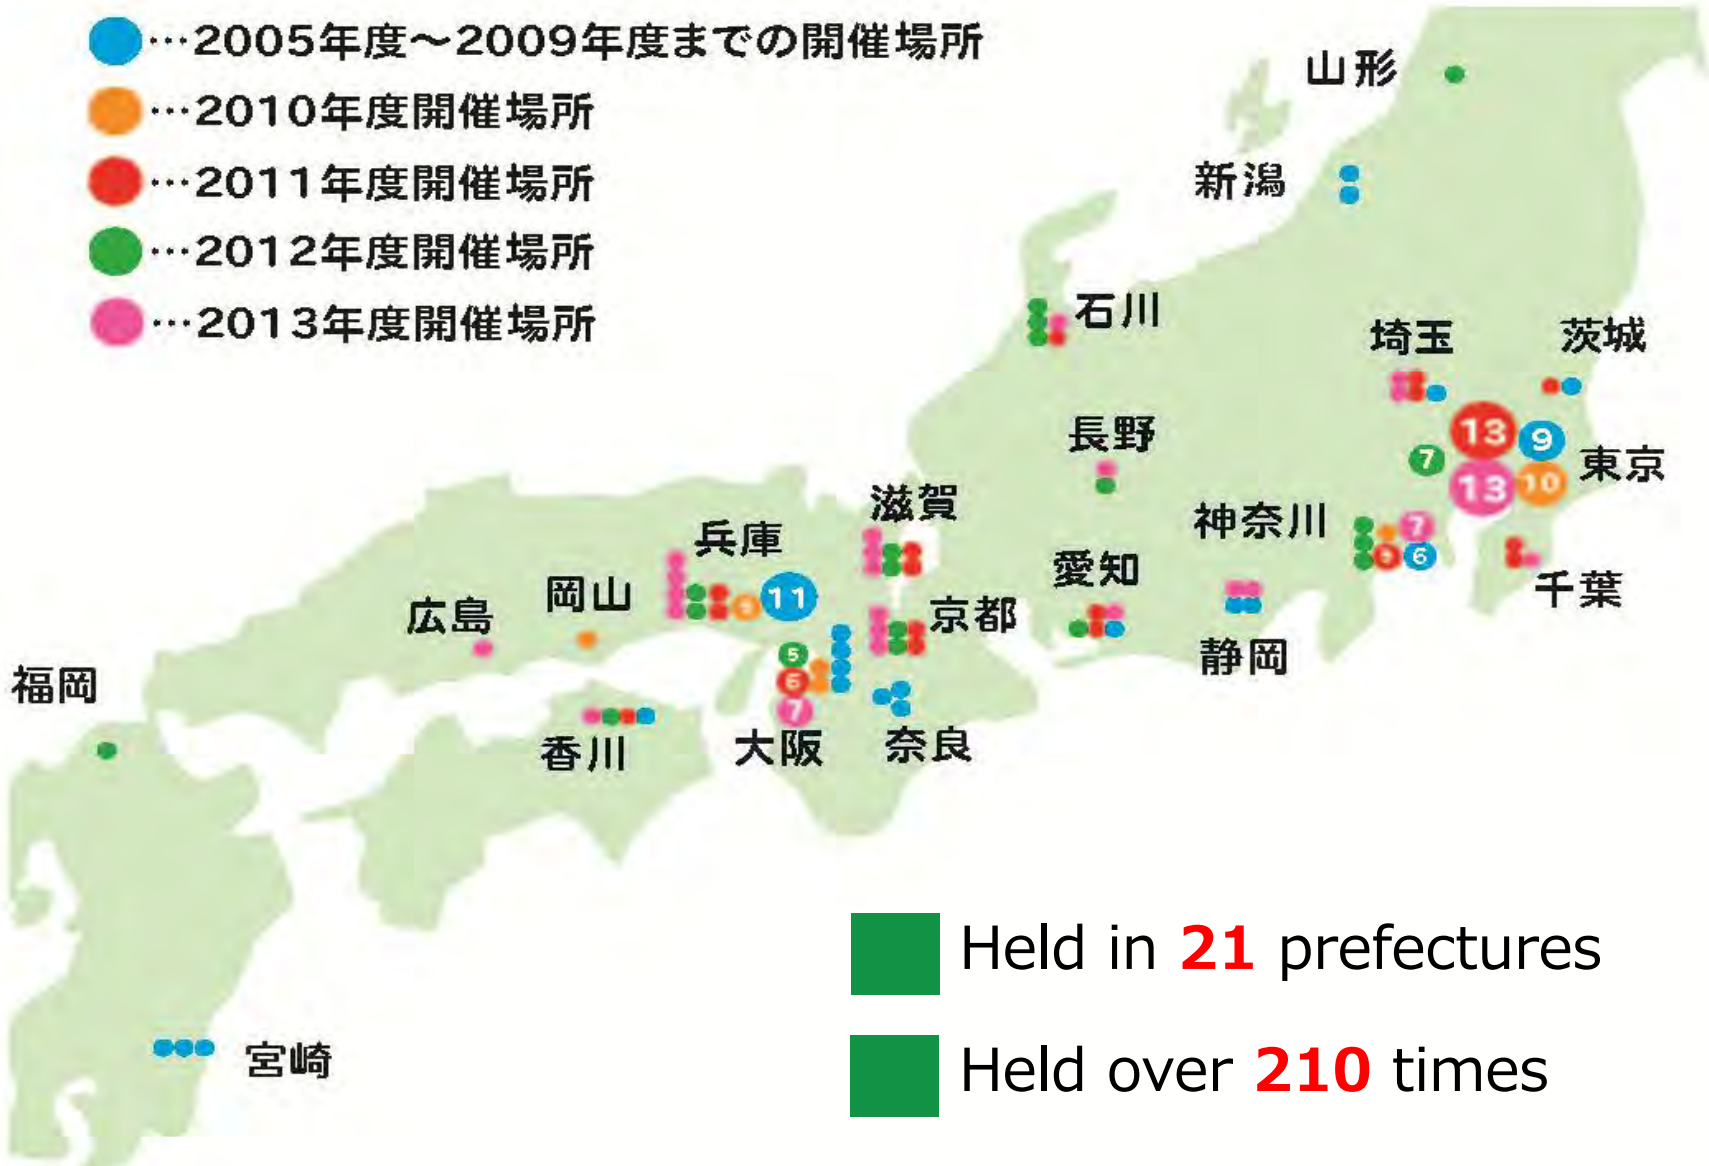 …2005年度～2009年度までの開催場所
…2010年度開催場所
…2011年度開催場所
…2012年度開催場所
…2013年度開催場所
山形
新潟
石川
埼玉
茨城
13
9
長野
7
東京
13
10
滋賀
神奈川
7
兵庫
6
愛知
岡山
千葉
11
広島
京都
静岡
5
福岡
6
7
香川
大阪
奈良
Held in 21 prefectures
宮崎
Held over 210 times